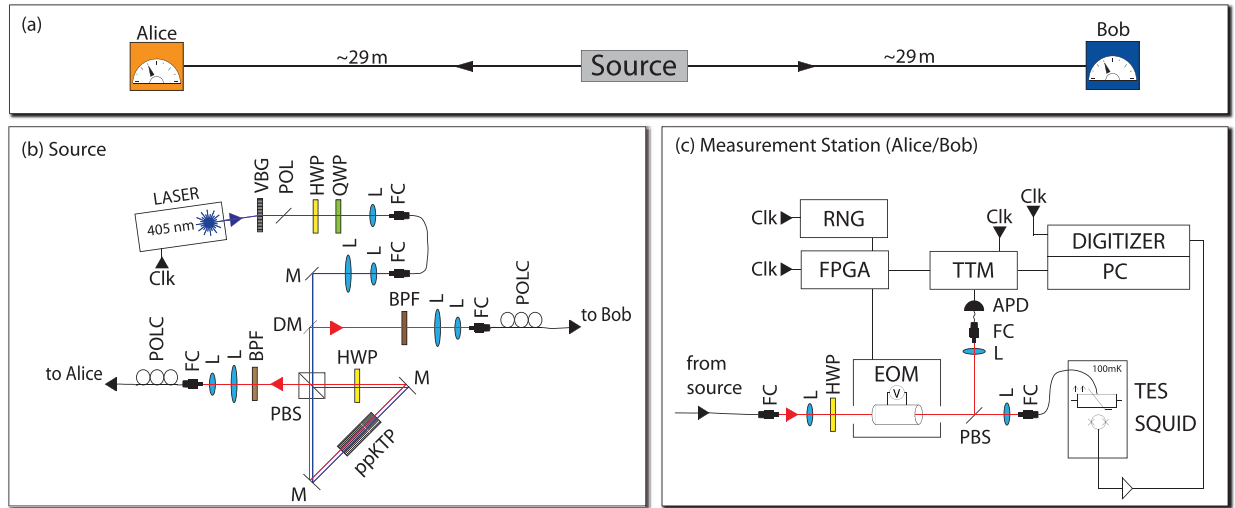 (a)
Alice
Bob
~29m
Source
~29m
(b) Source
LASER
405 nm
Clk
VBG
POL
HWP
QWP
L
FC
M
L
L
FC
DM
BPF
L
L
FC
POLC
to Bob
to Alice
POLC
FC
L
L
BPF
PBS
HWP
M
ppKTP
M
(c) Measurement Station (Alice/Bob)
Clk
RNG
Clk
FPGA
Clk
TTM
Clk
DIGITIZER
PC
APD
FC
L
from
source
FC
L
HWP
EOM
V
PBS
L
FC
100mK
TES
SQUID